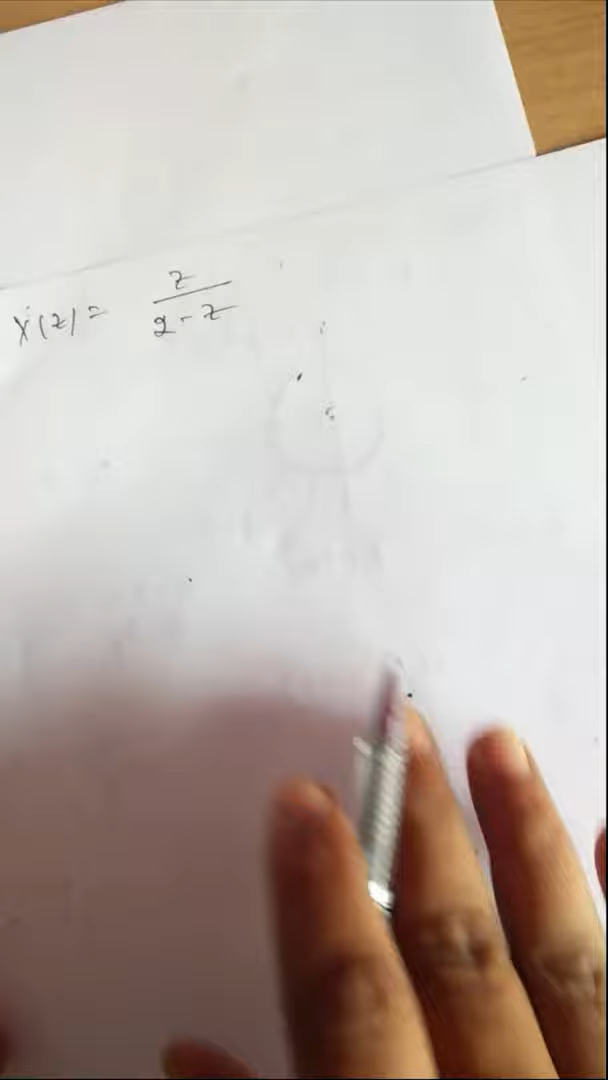 X(z) = z / 2 - z